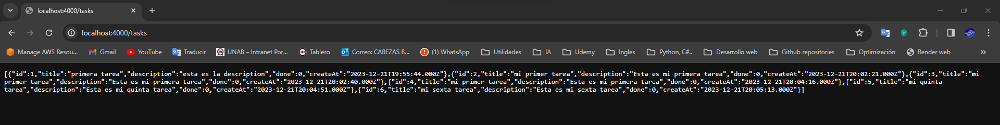 localhost:4000/tasks
localhost:4000/tasks
Manage AWS Resou... Gmail YouTube Traducir UNAB – Intranet Por... Tablero Correo: CABEZAS B... (1) WhatsApp Utilidades IA Udemy Ingles Python, C#.. Desarrollo web Github repositories Optimización Render web
[{"id":1,"title":"primera tarea","description":"esta es la description","done":0,"createAt":"2023-12-21T19:55:44.000Z"},{"id":2,"title":"mi primer tarea","description":"Esta es mi primera tarea","done":0,"createAt":"2023-12-21T20:02:21.000Z"},{"id":3,"title":"mi
primer tarea","description":"Esta es mi primera tarea","done":0,"createAt":"2023-12-21T20:02:40.000Z"},{"id":4,"title":"mi primer tarea","description":"Esta es mi primera tarea","done":0,"createAt":"2023-12-21T20:04:16.000Z"},{"id":5,"title":"mi quinta
tarea","description":"Esta es mi quinta tarea","done":0,"createAt":"2023-12-21T20:04:51.000Z"},{"id":6,"title":"mi sexta tarea","description":"Esta es mi sexta tarea","done":0,"createAt":"2023-12-21T20:05:13.000Z"}]